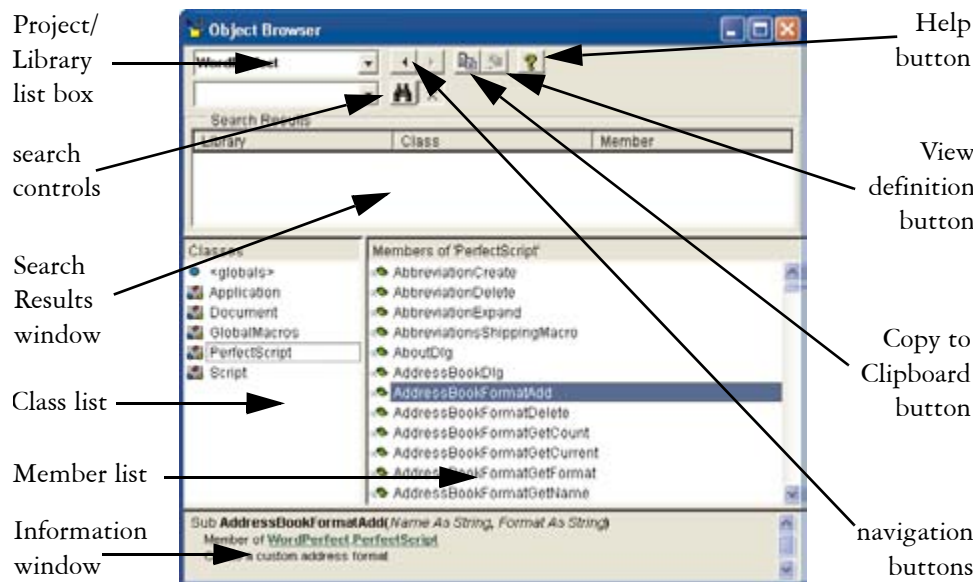 Project/
Library
list box
search
controls
Search
Results
window
Class list
Member list
Information
window
Object Browser
Search Results
Library Class Member
Classes
<globals>
Application
Document
GlobalMacros
PerfectScript
Script
Members of 'PerfectScript'
AbbreviationCreate
AbbreviationDelete
AbbreviationExpand
AbbreviationsShippingMacro
AboutDlg
AddressBookDlg
AddressBookFormatAdd
AddressBookFormatDelete
AddressBookFormatGetCount
AddressBookFormatGetCurrent
AddressBookFormatGetFormat
AddressBookFormatGetName
Sub AddressBookFormatAdd(Name As String, Format As String)
Member of WordPerfect.PerfectScript
a custom address format
Help
button
View
definition
button
Copy to
Clipboard
button
navigation
buttons